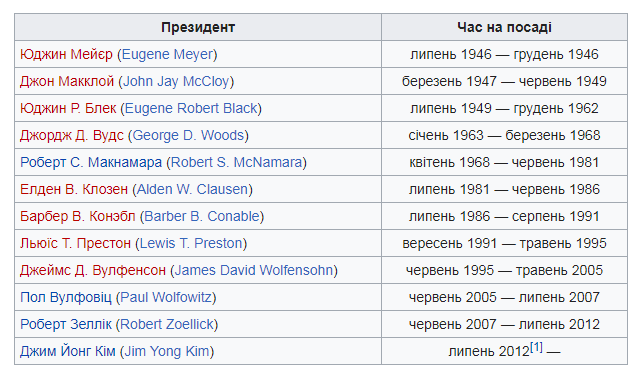 Президент Час на посаді
Юджин Мейєр (Eugene Meyer) липень 1946 — грудень 1946
Джон Макклой (John Jay McCloy) березень 1947 — червень 1949
Юджин Р. Блек (Eugene Robert Black) липень 1949 — грудень 1962
Джордж Д. Вудс (George D. Woods) січень 1963 — березень 1968
Роберт С. Макнамара (Robert S. McNamara) квітень 1968 — червень 1981
Елден В. Клозен (Alden W. Clausen) липень 1981 — червень 1986
Барбер В. Конэбл (Barber B. Conable) липень 1986 — серпень 1991
Льюїс Т. Престон (Lewis T. Preston) вересень 1991 — травень 1995
Джеймс Д. Вулфенсон (James David Wolfensohn) червень 1995 — травень 2005
Пол Вулфовіц (Paul Wolfowitz) червень 2005 — липень 2007
Роберт Зеллік (Robert Zoellick) червень 2007 — липень 2012
Джим Йонг Кім (Jim Yong Kim) липень 2012[1] —